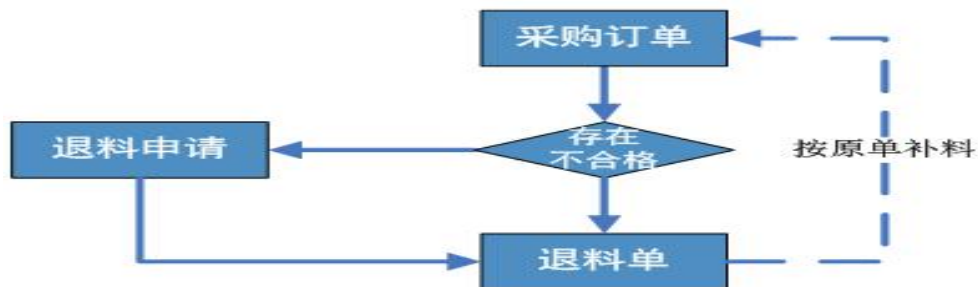 采购订单
存在
不合格
退料申请
按原单补料
退料单